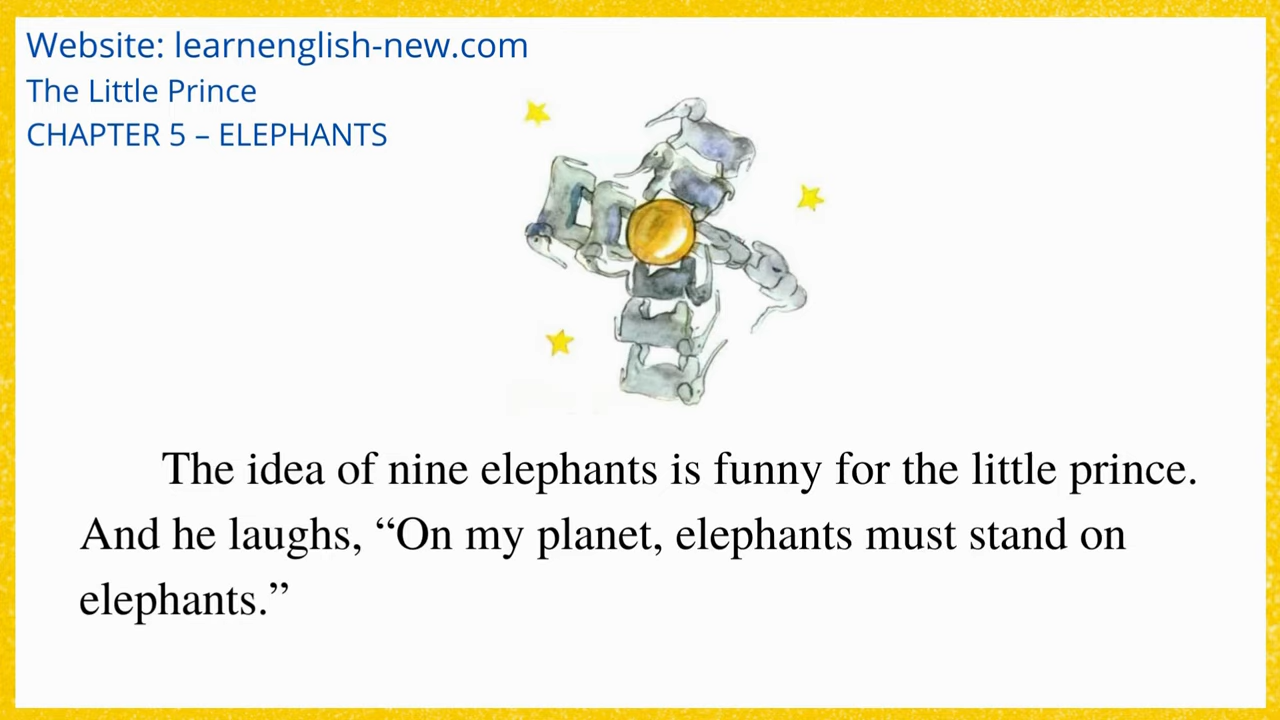 Website: learnenglish-new.com
The Little Prince
CHAPTER 5 – ELEPHANTS
The idea of nine elephants is funny for the little prince.
And he laughs, “On my planet, elephants must stand on
elephants.”